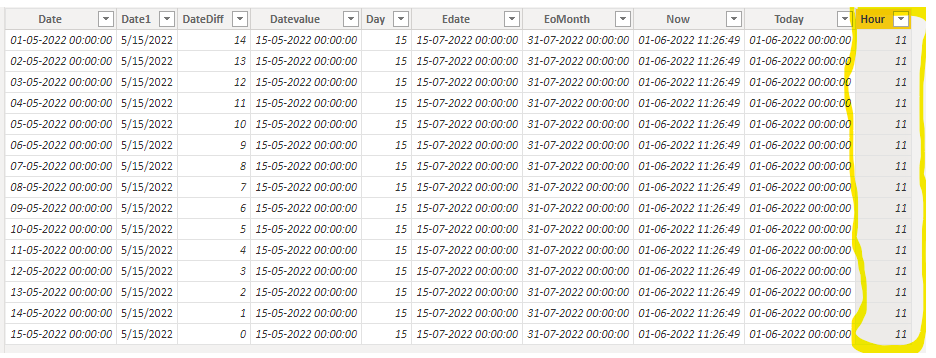 Date Date1 DateDiff Datevalue Day Edate EoMonth Now Today Hour
01-05-2022 00:00:00 5/15/2022 14 15-05-2022 00:00:00 15 15-07-2022 00:00:00 31-07-2022 00:00:00 01-06-2022 11:26:49 01-06-2022 00:00:00 11
02-05-2022 00:00:00 5/15/2022 13 15-05-2022 00:00:00 15 15-07-2022 00:00:00 31-07-2022 00:00:00 01-06-2022 11:26:49 01-06-2022 00:00:00 11
03-05-2022 00:00:00 5/15/2022 12 15-05-2022 00:00:00 15 15-07-2022 00:00:00 31-07-2022 00:00:00 01-06-2022 11:26:49 01-06-2022 00:00:00 11
04-05-2022 00:00:00 5/15/2022 11 15-05-2022 00:00:00 15 15-07-2022 00:00:00 31-07-2022 00:00:00 01-06-2022 11:26:49 01-06-2022 00:00:00 11
05-05-2022 00:00:00 5/15/2022 10 15-05-2022 00:00:00 15 15-07-2022 00:00:00 31-07-2022 00:00:00 01-06-2022 11:26:49 01-06-2022 00:00:00 11
06-05-2022 00:00:00 5/15/2022 9 15-05-2022 00:00:00 15 15-07-2022 00:00:00 31-07-2022 00:00:00 01-06-2022 11:26:49 01-06-2022 00:00:00 11
07-05-2022 00:00:00 5/15/2022 8 15-05-2022 00:00:00 15 15-07-2022 00:00:00 31-07-2022 00:00:00 01-06-2022 11:26:49 01-06-2022 00:00:00 11
08-05-2022 00:00:00 5/15/2022 7 15-05-2022 00:00:00 15 15-07-2022 00:00:00 31-07-2022 00:00:00 01-06-2022 11:26:49 01-06-2022 00:00:00 11
09-05-2022 00:00:00 5/15/2022 6 15-05-2022 00:00:00 15 15-07-2022 00:00:00 31-07-2022 00:00:00 01-06-2022 11:26:49 01-06-2022 00:00:00 11
10-05-2022 00:00:00 5/15/2022 5 15-05-2022 00:00:00 15 15-07-2022 00:00:00 31-07-2022 00:00:00 01-06-2022 11:26:49 01-06-2022 00:00:00 11
11-05-2022 00:00:00 5/15/2022 4 15-05-2022 00:00:00 15 15-07-2022 00:00:00 31-07-2022 00:00:00 01-06-2022 11:26:49 01-06-2022 00:00:00 11
12-05-2022 00:00:00 5/15/2022 3 15-05-2022 00:00:00 15 15-07-2022 00:00:00 31-07-2022 00:00:00 01-06-2022 11:26:49 01-06-2022 00:00:00 11
13-05-2022 00:00:00 5/15/2022 2 15-05-2022 00:00:00 15 15-07-2022 00:00:00 31-07-2022 00:00:00 01-06-2022 11:26:49 01-06-2022 00:00:00 11
14-05-2022 00:00:00 5/15/2022 1 15-05-2022 00:00:00 15 15-07-2022 00:00:00 31-07-2022 00:00:00 01-06-2022 11:26:49 01-06-2022 00:00:00 11
15-05-2022 00:00:00 5/15/2022 0 15-05-2022 00:00:00 15 15-07-2022 00:00:00 31-07-2022 00:00:00 01-06-2022 11:26:49 01-06-2022 00:00:00 11